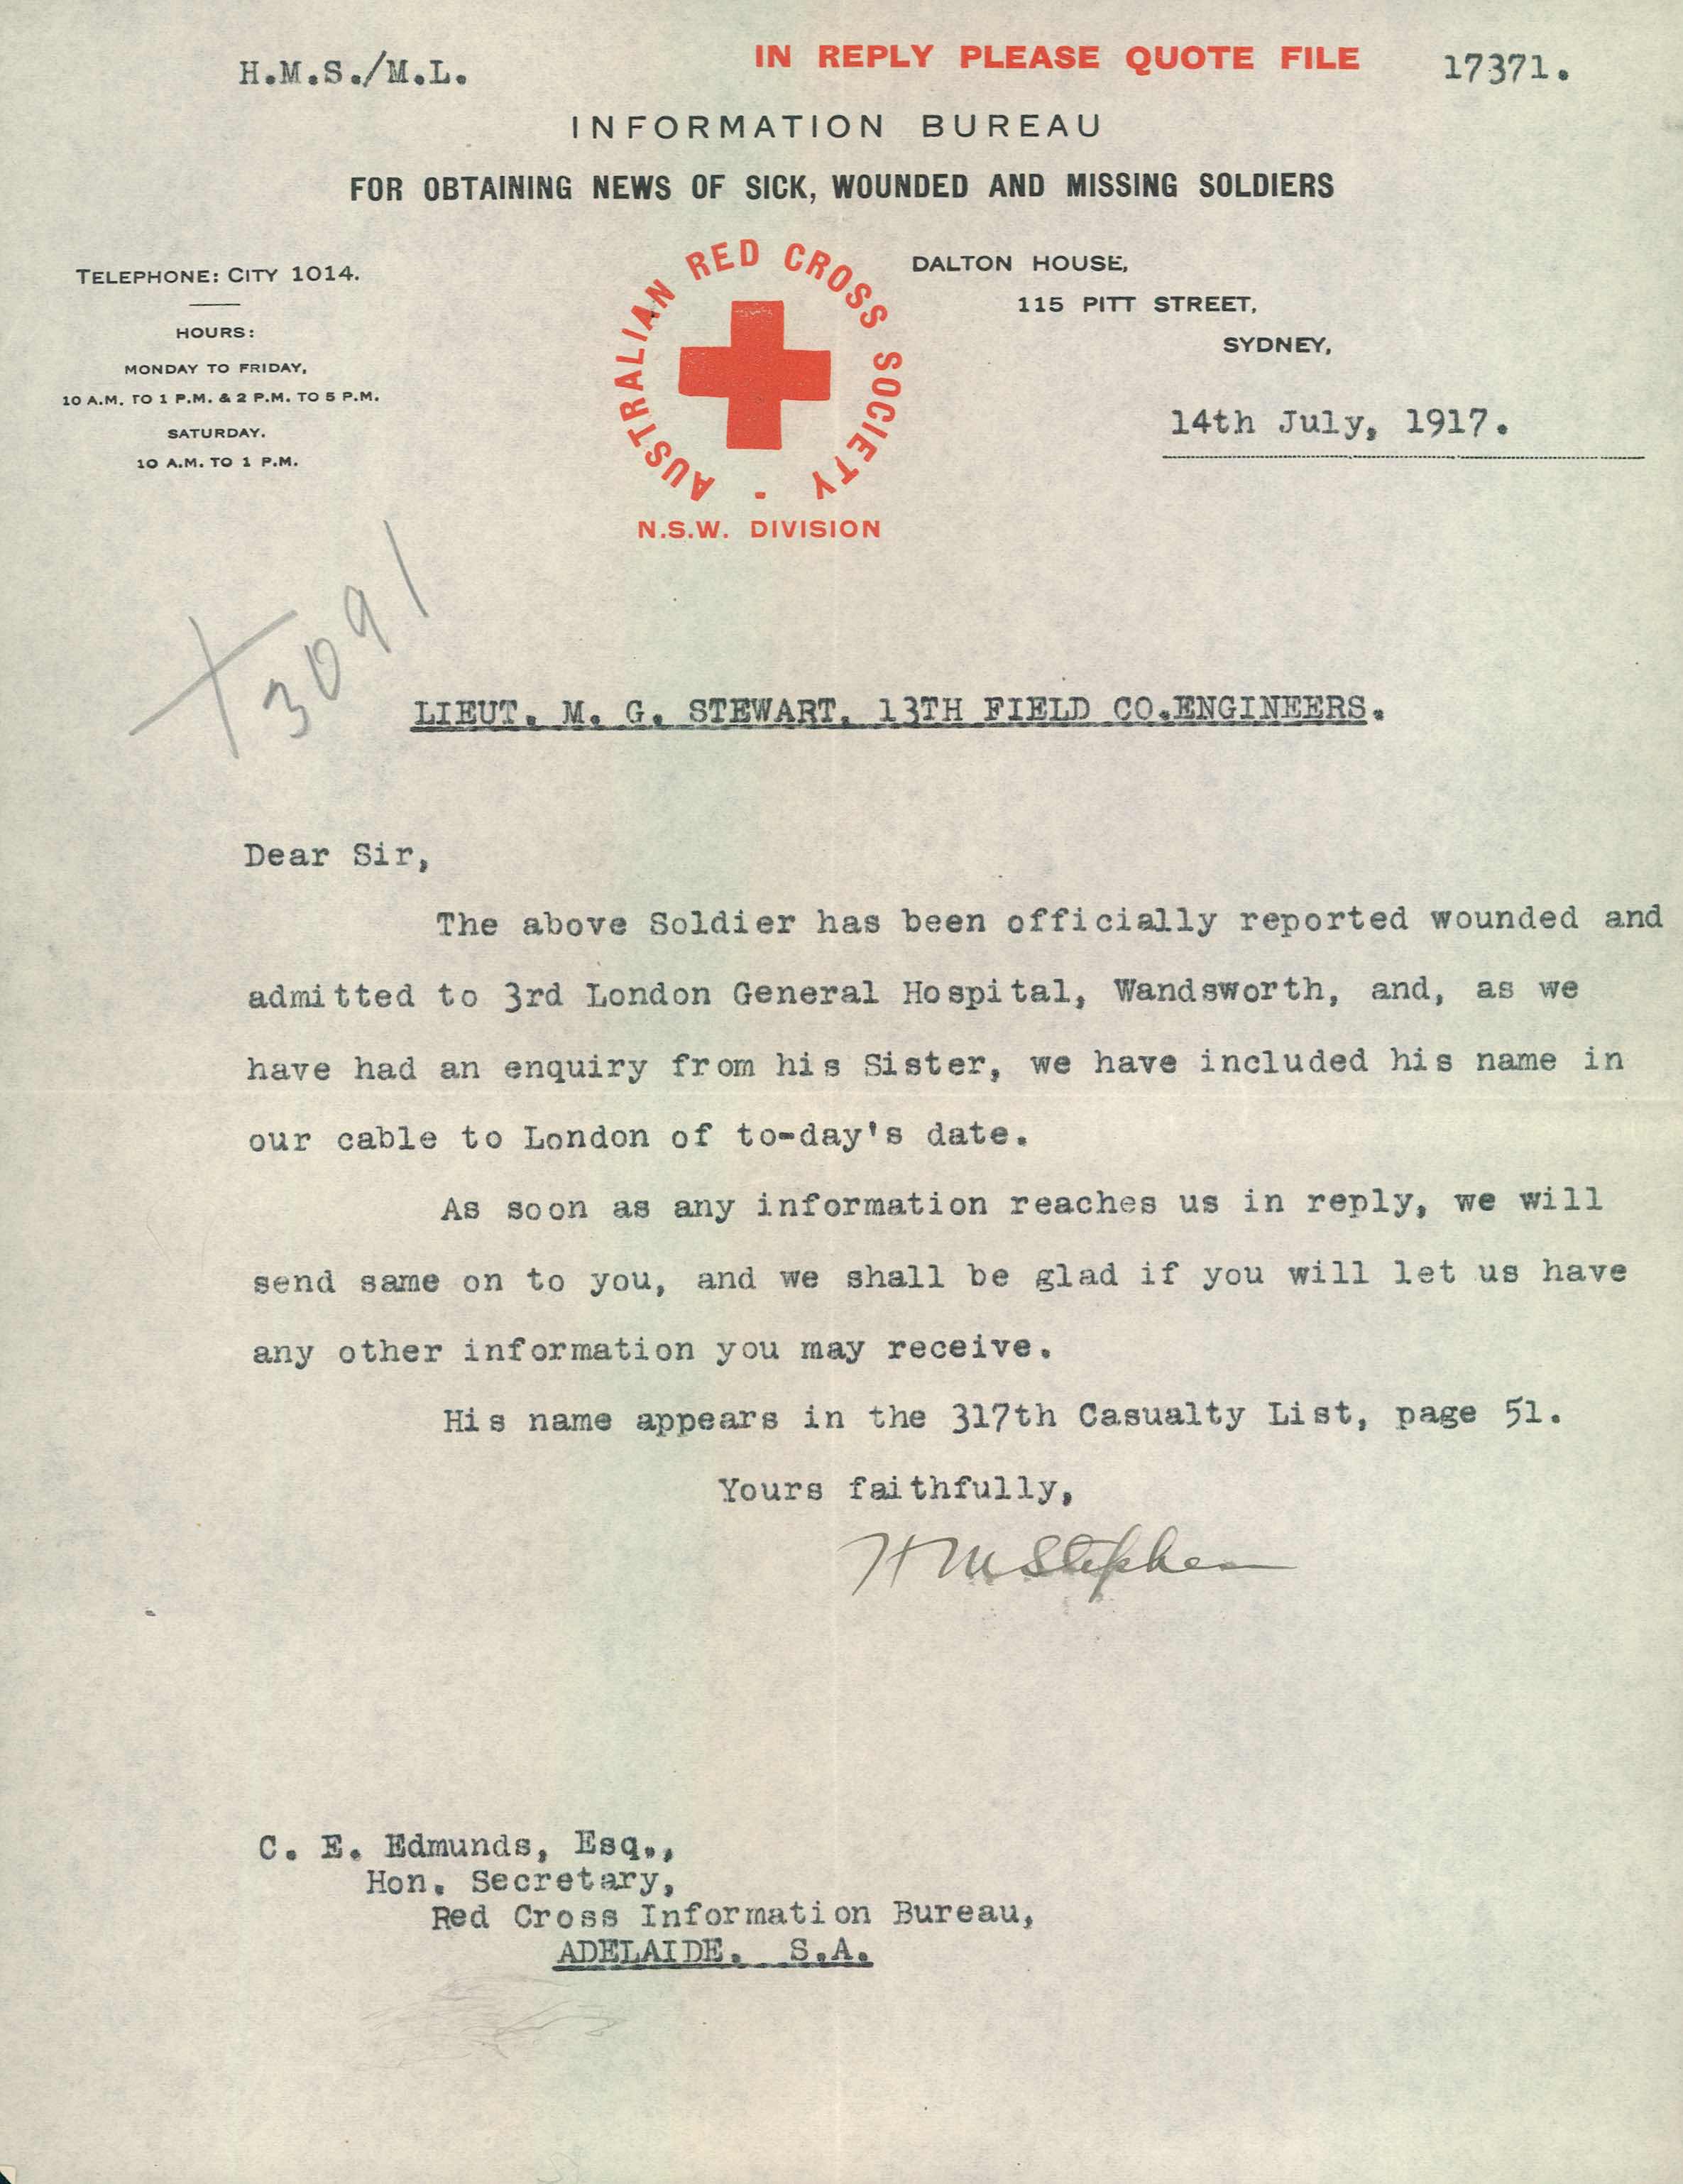 H.M.S./M.L.
IN REPLY PLEASE QUOTE FILE 17371.
INFORMATION BUREAU
FOR OBTAINING NEWS OF SICK, WOUNDED AND MISSING SOLDIERS
TELEPHONE: CITY 1014.
HOURS:
MONDAY TO FRIDAY,
10 A.M. TO 1 P.M. & 2 P.M. TO 5 P.M.
SATURDAY.
10 A.M. TO 1 P.M.
AUSTRALIAN RED CROSS SOCIETY
N.S.W. DIVISION
DALTON HOUSE,
115 PITT STREET,
SYDNEY,
14th July, 1917.
3091
LIEUT. M. G. STEWART. 13TH FIELD CO.ENGINEERS.
Dear Sir,
The above Soldier has been officially reported wounded and
admitted to 3rd London General Hospital, Wandsworth, and, as we
have had an enquiry from his Sister, we have included his name in
our cable to London of to-day's date.
As soon as any information reaches us in reply, we will
send same on to you, and we shall be glad if you will let us have
any other information you may receive.
His name appears in the 317th Casualty List, page 51.
Yours faithfully,
H M Stephen
C. E. Edmunds, Esq.,
Hon. Secretary,
Red Cross Information Bureau,
ADELAIDE. S.A.